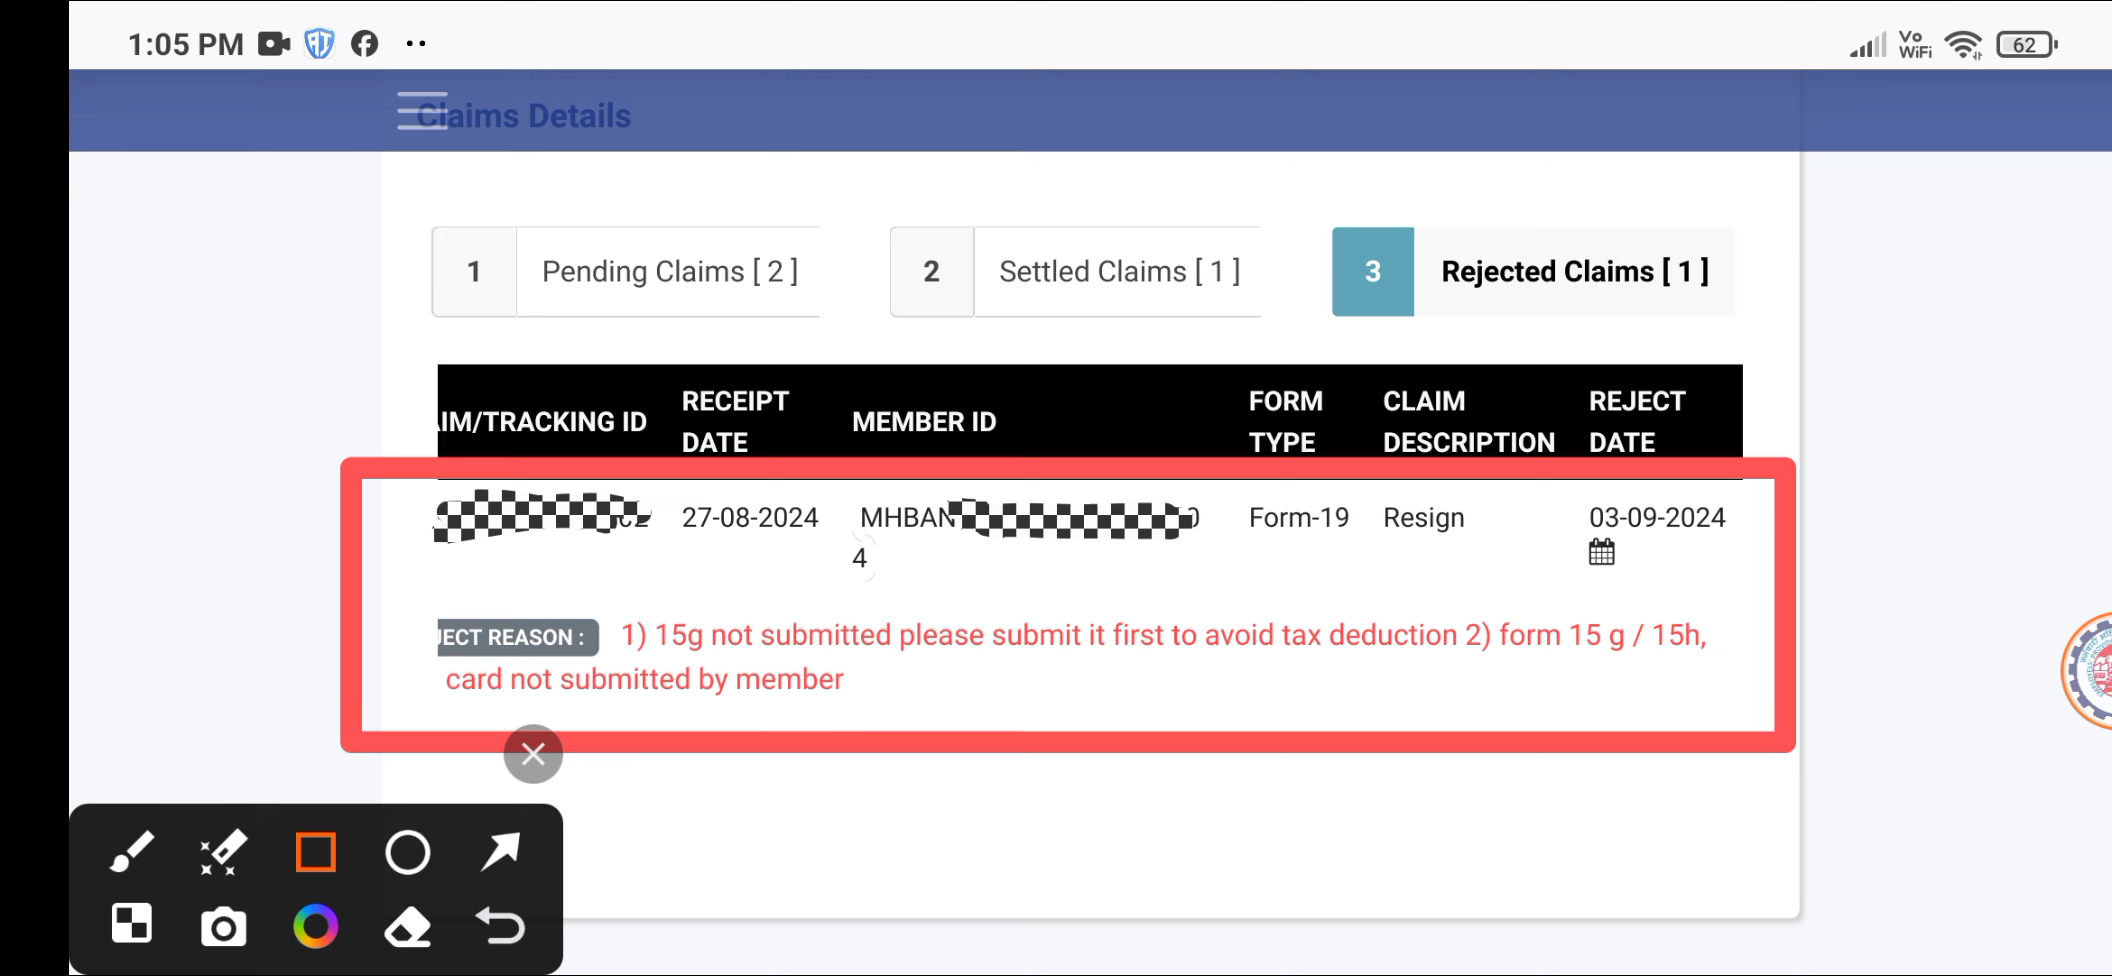 1:05 PM
Vo
WiFi
62
Claims Details
1 Pending Claims [ 2 ]
2 Settled Claims [ 1 ]
3 Rejected Claims [ 1 ]
IM/TRACKING ID RECEIPT DATE MEMBER ID FORM TYPE CLAIM DESCRIPTION REJECT DATE
27-08-2024 MHBAN Form-19 Resign 03-09-2024
4
JECT REASON : 1) 15g not submitted please submit it first to avoid tax deduction 2) form 15 g / 15h,
card not submitted by member